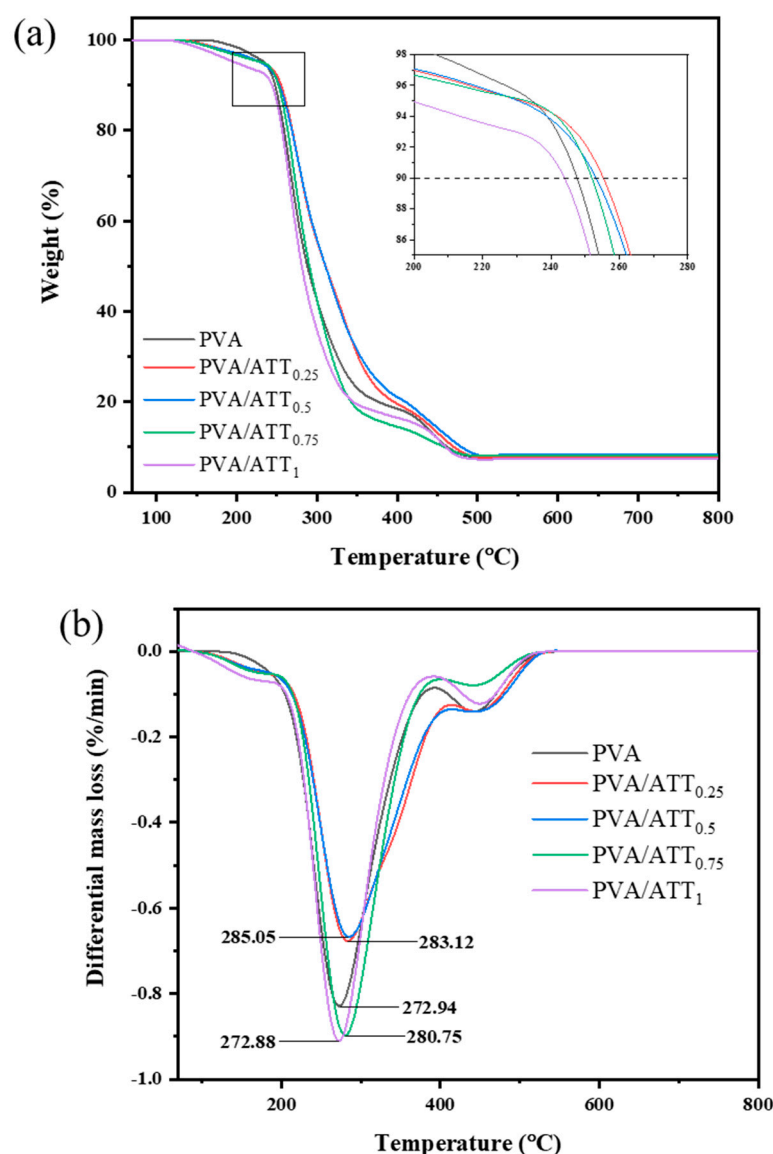 (a)
100
80
60
40
20
0
Weight (%)
100 200 300 400 500 600 700 800
Temperature (°C)
PVA
PVA/ATT0.25
PVA/ATT0.5
PVA/ATT0.75
PVA/ATT1
98
96
95
94
92
90
91
89
88
86
200 220 240 260 280
(b)
0.0
-0.2
-0.4
-0.6
-0.8
-1.0
Differential mass loss (%/min)
200 400 600 800
Temperature (°C)
PVA
PVA/ATT0.25
PVA/ATT0.5
PVA/ATT0.75
PVA/ATT1
285.05
283.12
272.94
272.88
280.75